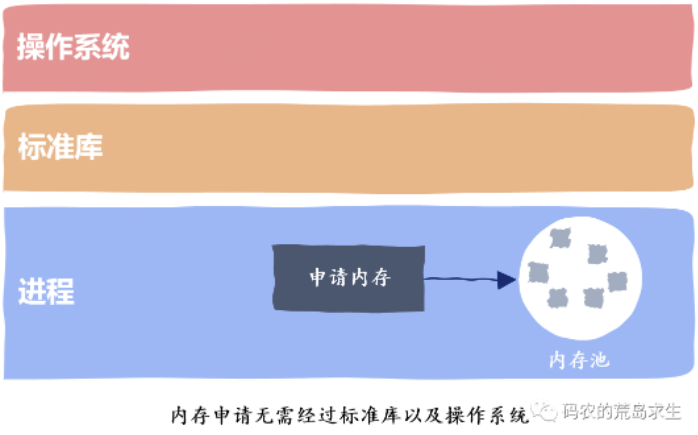 操作系统
标准库
进程
申请内存
内存池
内存申请无需经过标准库以及操作系统
码农的荒岛求生